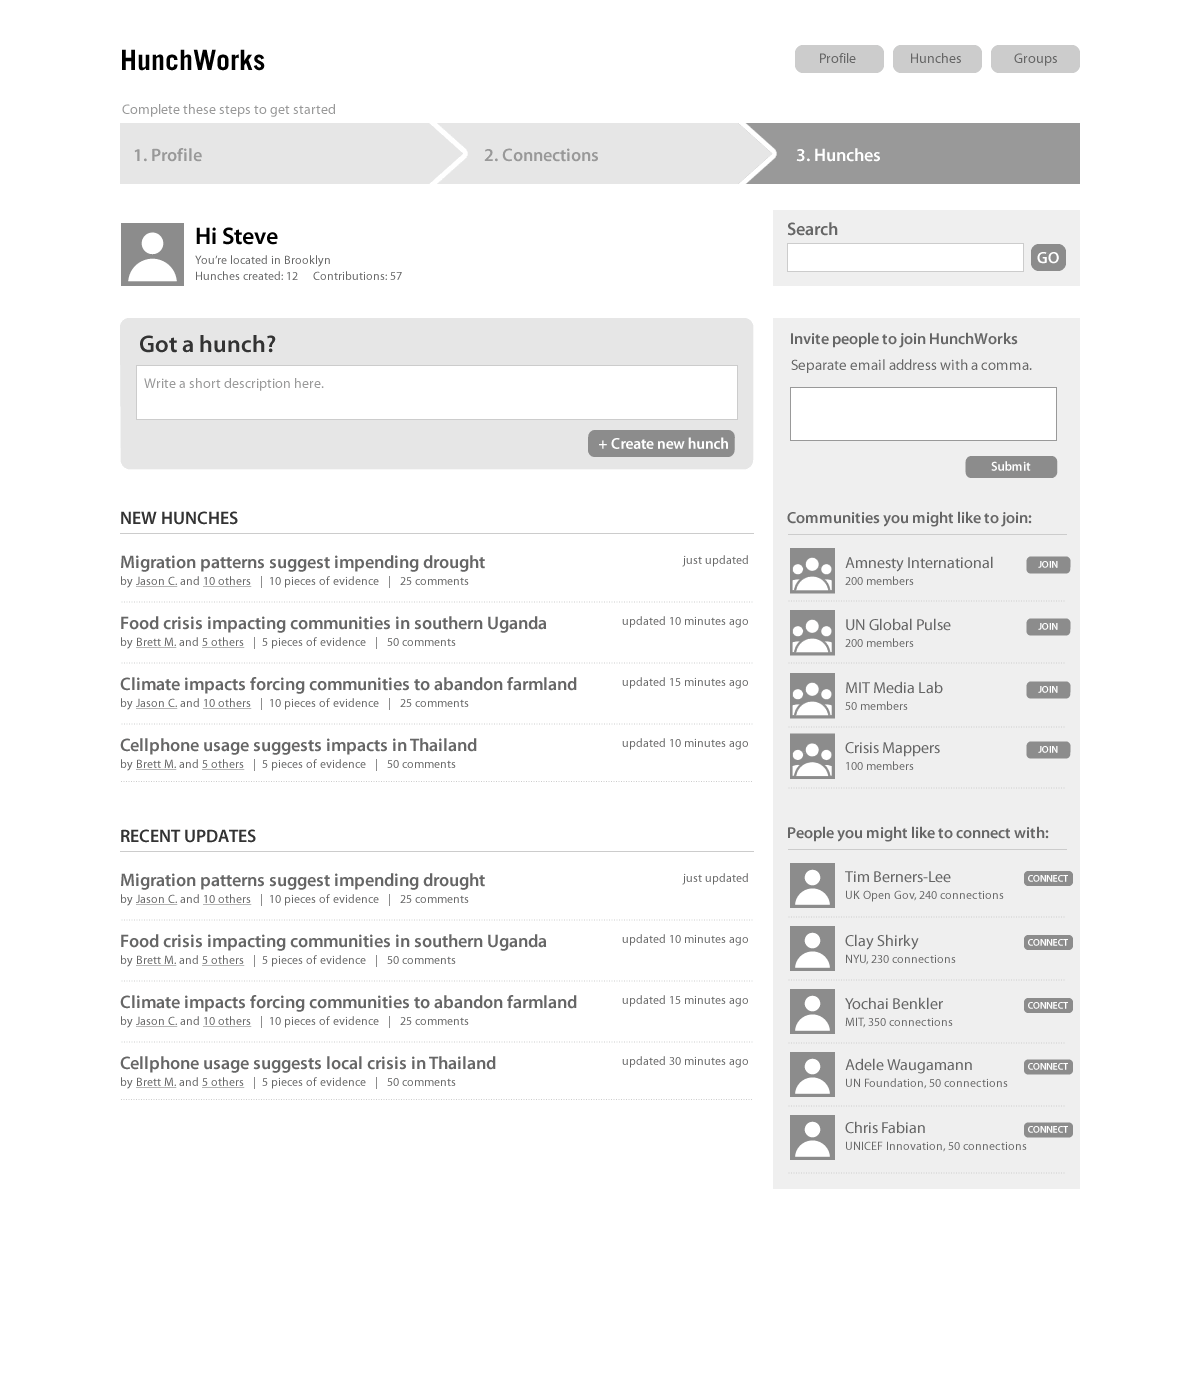 HunchWorks
Profile
Hunches
Groups
Complete these steps to get started
1. Profile
2. Connections
3. Hunches
Hi Steve
You're located in Brooklyn
Hunches created: 12 Contributions: 57
Search
GO
Got a hunch?
Write a short description here.
+ Create new hunch
NEW HUNCHES
Migration patterns suggest impending drought
just updated
by Jason C. and 10 others | 10 pieces of evidence | 25 comments
Food crisis impacting communities in southern Uganda
updated 10 minutes ago
by Brett M. and 5 others | 5 pieces of evidence | 50 comments
Climate impacts forcing communities to abandon farmland
updated 15 minutes ago
by Jason C. and 10 others | 10 pieces of evidence | 25 comments
Cellphone usage suggests impacts in Thailand
updated 10 minutes ago
by Brett M. and 5 others | 5 pieces of evidence | 50 comments
RECENT UPDATES
Migration patterns suggest impending drought
just updated
by Jason C. and 10 others | 10 pieces of evidence | 25 comments
Food crisis impacting communities in southern Uganda
updated 10 minutes ago
by Brett M. and 5 others | 5 pieces of evidence | 50 comments
Climate impacts forcing communities to abandon farmland
updated 15 minutes ago
by Jason C. and 10 others | 10 pieces of evidence | 25 comments
Cellphone usage suggests local crisis in Thailand
updated 30 minutes ago
by Brett M. and 5 others | 5 pieces of evidence | 50 comments
Invite people to join HunchWorks
Separate email address with a comma.
Submit
Communities you might like to join:
Amnesty International
JOIN
200 members
UN Global Pulse
JOIN
200 members
MIT Media Lab
JOIN
50 members
Crisis Mappers
JOIN
100 members
People you might like to connect with:
Tim Berners-Lee
CONNECT
UK Open Gov, 240 connections
Clay Shirky
CONNECT
NYU, 230 connections
Yochai Benkler
CONNECT
MIT, 350 connections
Adele Waugamann
CONNECT
UN Foundation, 50 connections
Chris Fabian
CONNECT
UNICEF Innovation, 50 connections